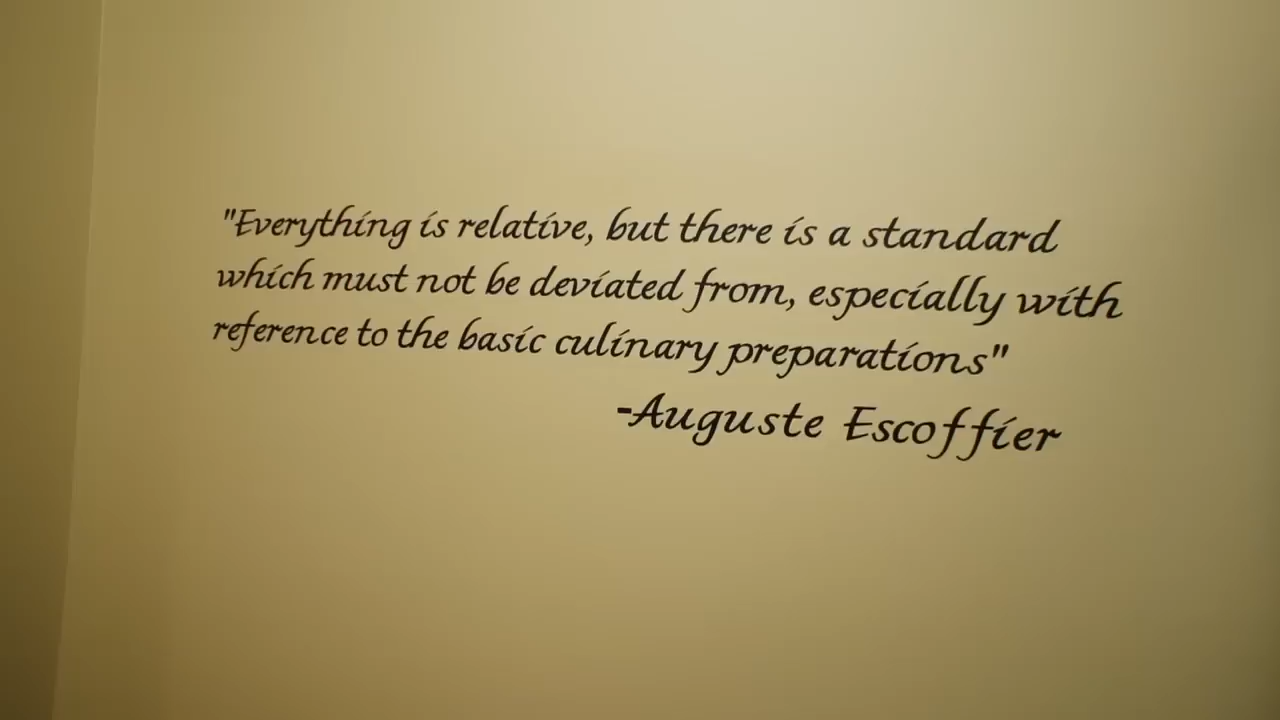 "Everything is relative, but there is a standard
which must not be deviated from, especially with
reference to the basic culinary preparations"
-Auguste Escoffier